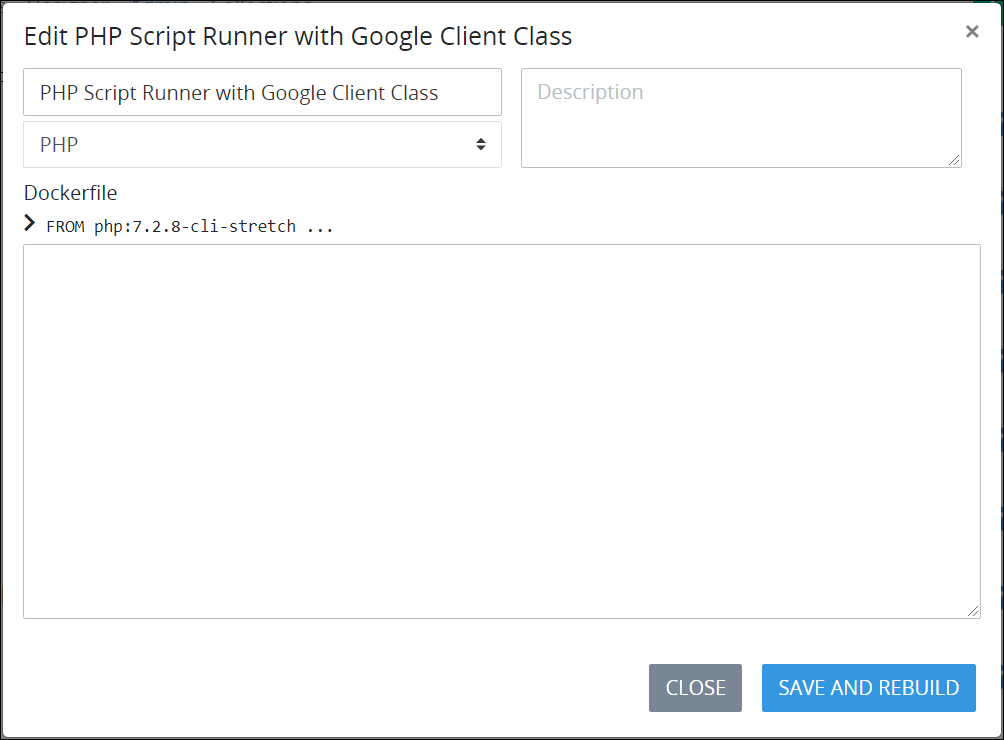 Edit PHP Script Runner with Google Client Class
×
PHP Script Runner with Google Client Class
Description
PHP
Dockerfile
FROM php:7.2.8-cli-stretch ...
CLOSE
SAVE AND REBUILD